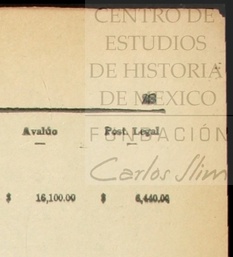 CENTRO DE
ESTUDIOS
DE HISTORIA
DE MEXICO
Avalúo Post. Legal
FUNDACIÓN
Carlos Slim
$ 16,100.00 $ 6,440.00